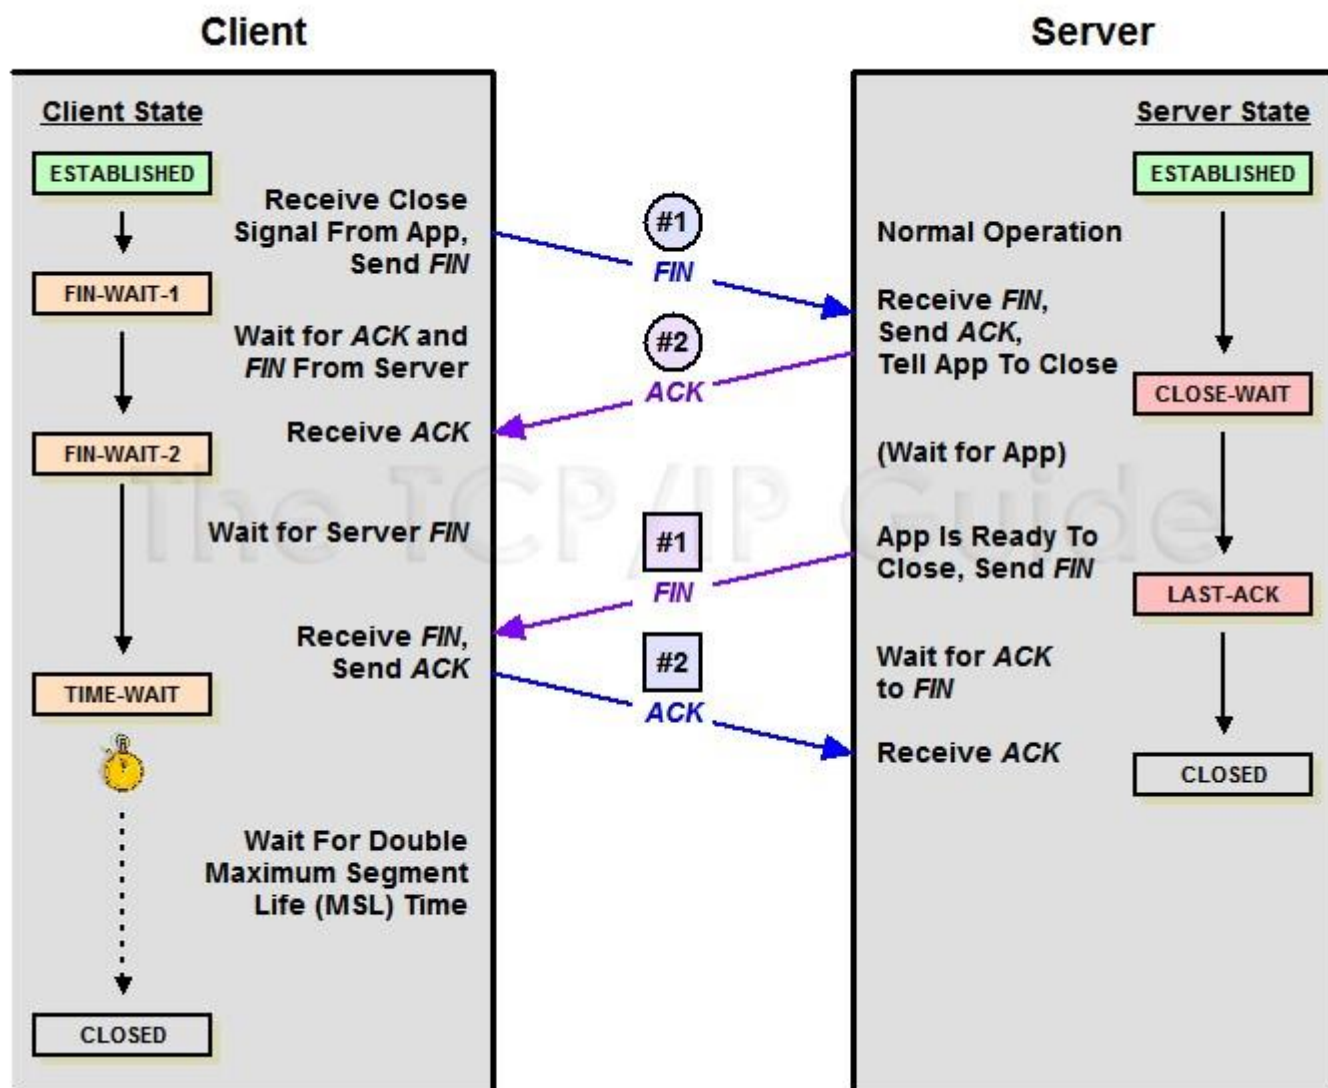 Client
Server
Client State
ESTABLISHED
Receive Close
Signal From App,
Send FIN
FIN-WAIT-1
Wait for ACK and
FIN From Server
Receive ACK
FIN-WAIT-2
Wait for Server FIN
Receive FIN,
Send ACK
TIME-WAIT
Wait For Double
Maximum Segment
Life (MSL) Time
CLOSED
#1
FIN
#2
ACK
#1
FIN
#2
ACK
Server State
ESTABLISHED
Normal Operation
Receive FIN,
Send ACK,
Tell App To Close
CLOSE-WAIT
(Wait for App)
App Is Ready To
Close, Send FIN
LAST-ACK
Wait for ACK
to FIN
Receive ACK
CLOSED
The TCP/IP Guide